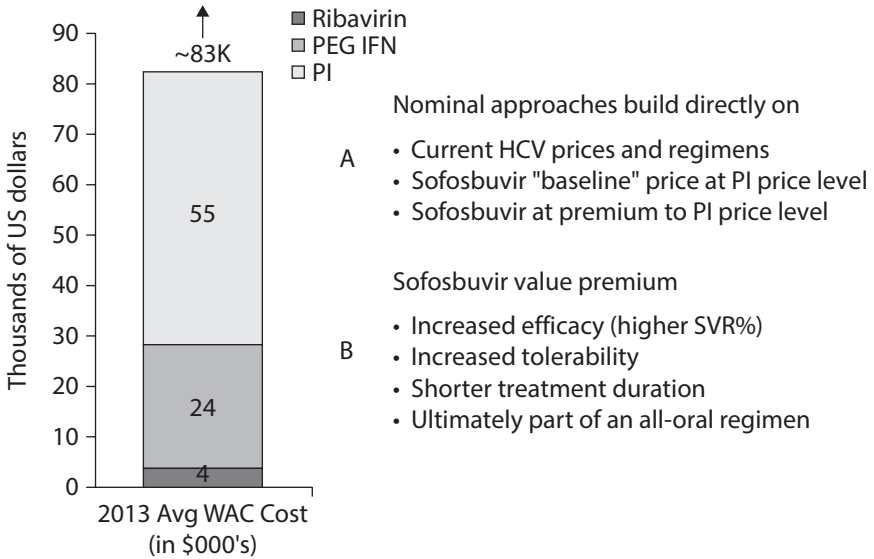 Thousands of US dollars
90
80
70
60
50
40
30
20
10
0
~83K
55
24
4
2013 Avg WAC Cost
(in $000's)
Ribavirin
PEG IFN
PI
A
Nominal approaches build directly on
• Current HCV prices and regimens
• Sofosbuvir "baseline" price at PI price level
• Sofosbuvir at premium to PI price level
B
Sofosbuvir value premium
• Increased efficacy (higher SVR%)
• Increased tolerability
• Shorter treatment duration
• Ultimately part of an all-oral regimen